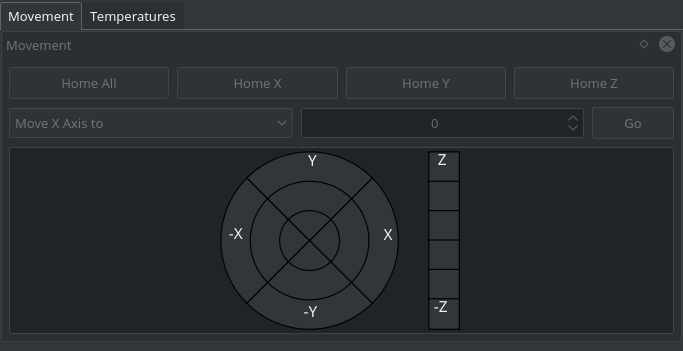 Movement Temperatures
Movement
Home All Home X Home Y Home Z
Move X Axis to 0 Go
Y Z
-X X
-Y -Z